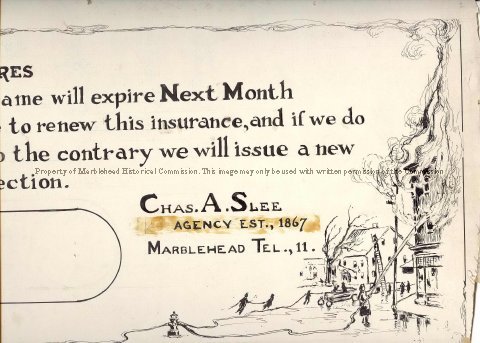 RES
ame will expire Next Month
e to renew this insurance, and if we do
o the contrary we will issue a new
Property of Marblehead Historical Commission. This image may only be used with written permission of the Commission
ection.
Chas. A. Slee
AGENCY EST., 1867
MARBLEHEAD TEL., 11.